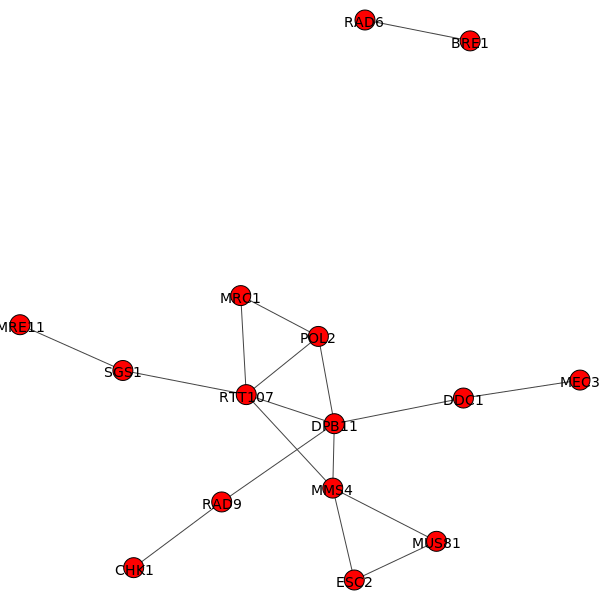 RAD6
BRE1
MRC1
MRE11
POL2
SGS1
MEC3
RTT107
DDC1
DPB11
MMS4
RAD9
MUS81
CHK1
ESC2